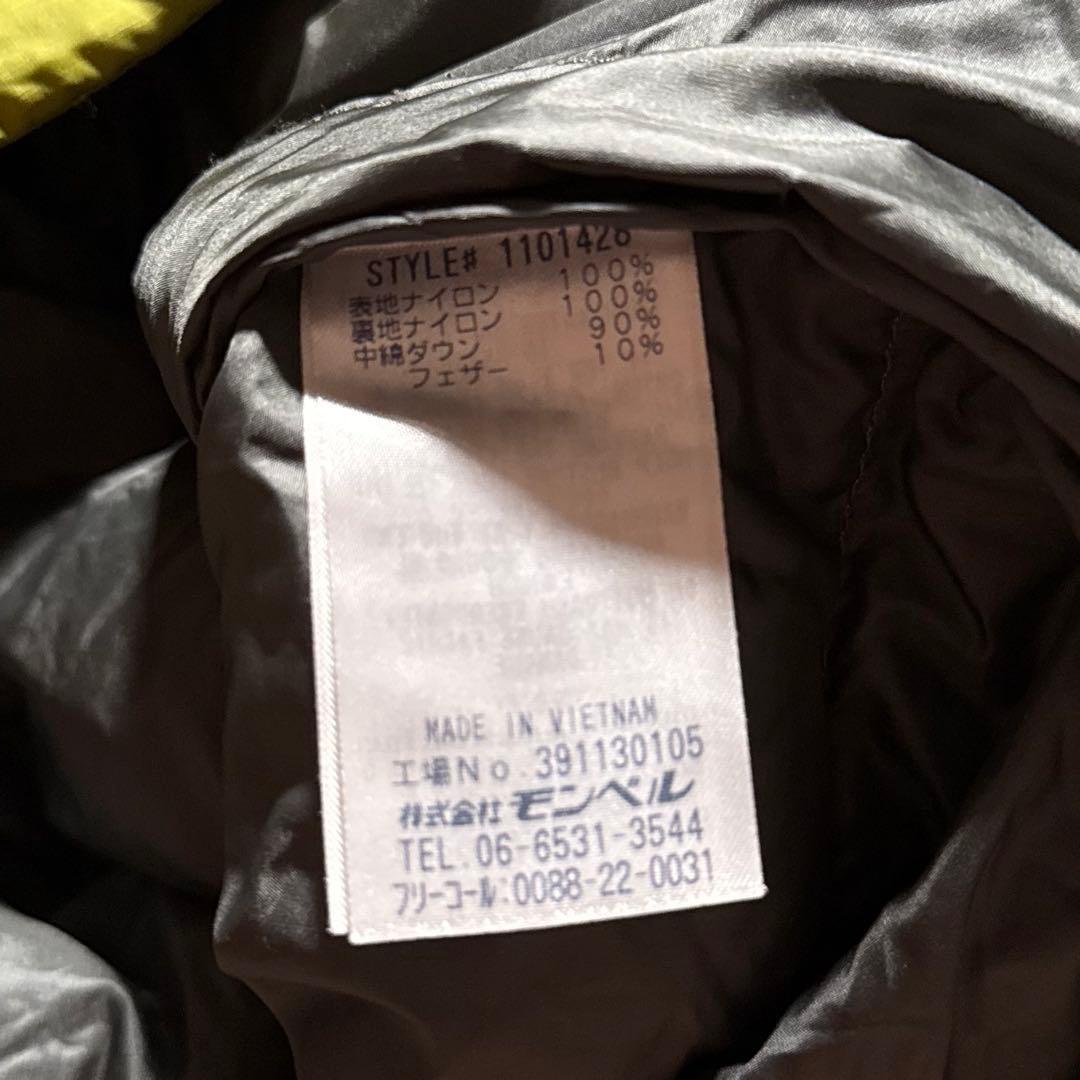 STYLE# 1101426
表地ナイロン 100%
裏地ナイロン 100%
中綿ダウン 90%
フェザー 10%
MADE IN VIETNAM
工場No.391130105
株式会社モンベル
TEL.06-6531-3544
フリーコール:0088-22-0031